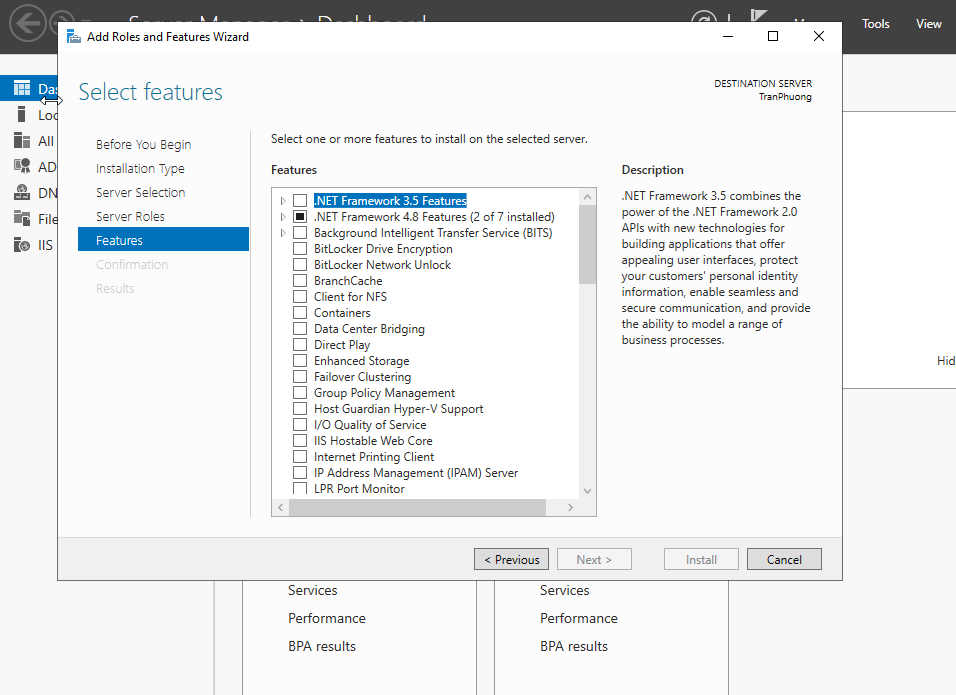 Tools
View
Add Roles and Features Wizard
Select features
DESTINATION SERVER
TranPhuong
Before You Begin
Installation Type
Server Selection
Server Roles
Features
Confirmation
Results
Select one or more features to install on the selected server.
Features
.NET Framework 3.5 Features
.NET Framework 4.8 Features (2 of 7 installed)
Background Intelligent Transfer Service (BITS)
BitLocker Drive Encryption
BitLocker Network Unlock
BranchCache
Client for NFS
Containers
Data Center Bridging
Direct Play
Enhanced Storage
Failover Clustering
Group Policy Management
Host Guardian Hyper-V Support
I/O Quality of Service
IIS Hostable Web Core
Internet Printing Client
IP Address Management (IPAM) Server
LPR Port Monitor
Description
.NET Framework 3.5 combines the
power of the .NET Framework 2.0
APIs with new technologies for
building applications that offer
appealing user interfaces, protect
your customers' personal identity
information, enable seamless and
secure communication, and provide
the ability to model a range of
business processes.
Das
Loc
All
AD
DN
File
IIS
Hid
< Previous
Next >
Install
Cancel
Services
Performance
BPA results
Services
Performance
BPA results